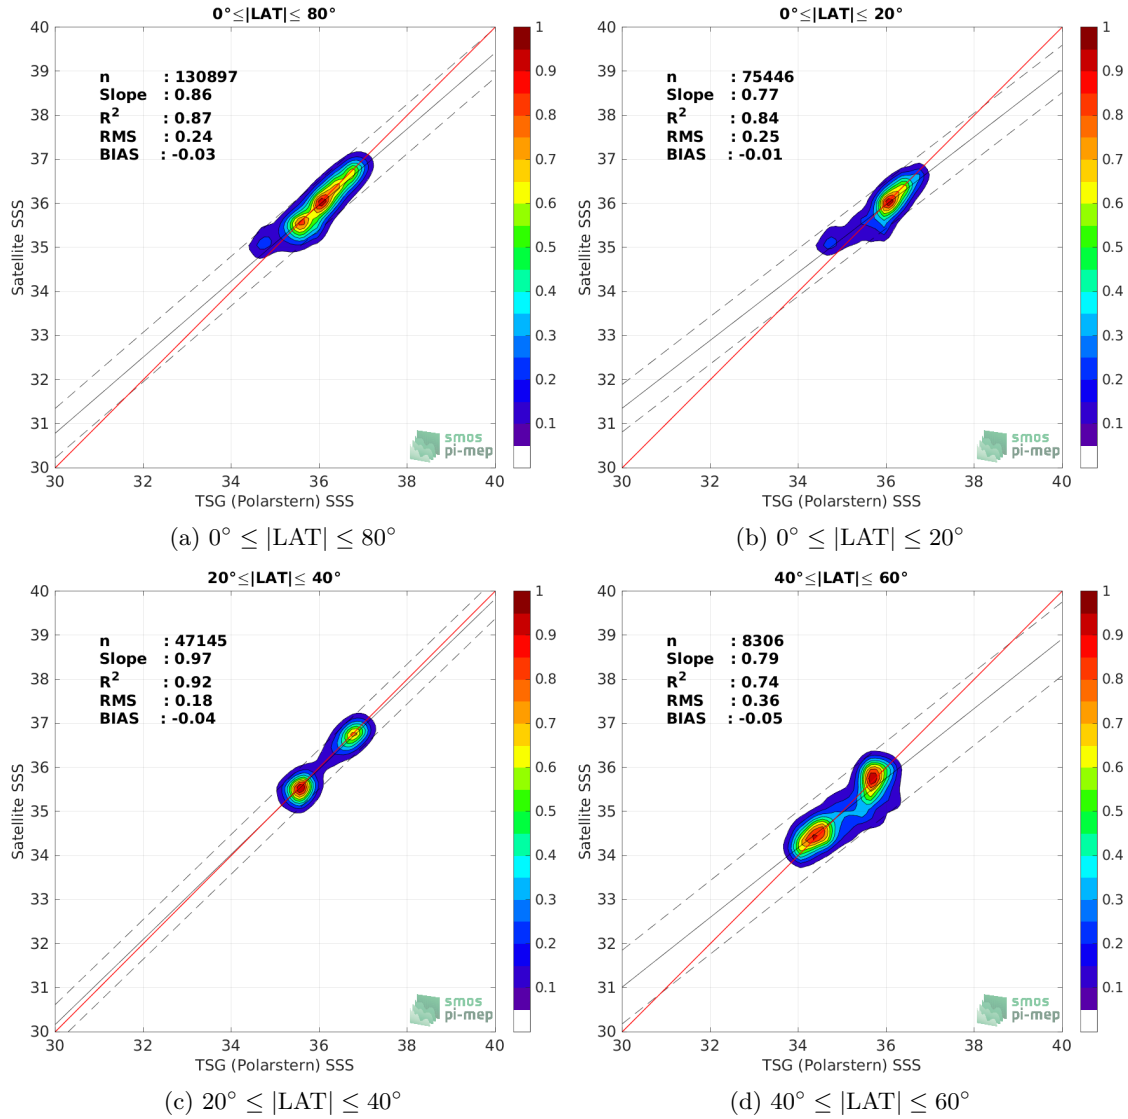 0°≤|LAT|≤ 80°
40
39
38
37
36
35
34
33
32
31
30
Satellite SSS
n : 130897
Slope : 0.86
R² : 0.87
RMS : 0.24
BIAS : -0.03
smos
pi-mep
30 32 34 36 38 40
TSG (Polarstern) SSS
1
0.9
0.8
0.7
0.6
0.5
0.4
0.3
0.2
0.1
(a) 0° ≤ |LAT| ≤ 80°
0°≤|LAT|≤ 20°
40
39
38
37
36
35
34
33
32
31
30
Satellite SSS
n : 75446
Slope : 0.77
R² : 0.84
RMS : 0.25
BIAS : -0.01
smos
pi-mep
30 32 34 36 38 40
TSG (Polarstern) SSS
1
0.9
0.8
0.7
0.6
0.5
0.4
0.3
0.2
0.1
(b) 0° ≤ |LAT| ≤ 20°
20°≤|LAT|≤ 40°
40
39
38
37
36
35
34
33
32
31
30
Satellite SSS
n : 47145
Slope : 0.97
R² : 0.92
RMS : 0.18
BIAS : -0.04
smos
pi-mep
30 32 34 36 38 40
TSG (Polarstern) SSS
1
0.9
0.8
0.7
0.6
0.5
0.4
0.3
0.2
0.1
(c) 20° ≤ |LAT| ≤ 40°
40°≤|LAT|≤ 60°
40
39
38
37
36
35
34
33
32
31
30
Satellite SSS
n : 8306
Slope : 0.79
R² : 0.74
RMS : 0.36
BIAS : -0.05
smos
pi-mep
30 32 34 36 38 40
TSG (Polarstern) SSS
1
0.9
0.8
0.7
0.6
0.5
0.4
0.3
0.2
0.1
(d) 40° ≤ |LAT| ≤ 60°